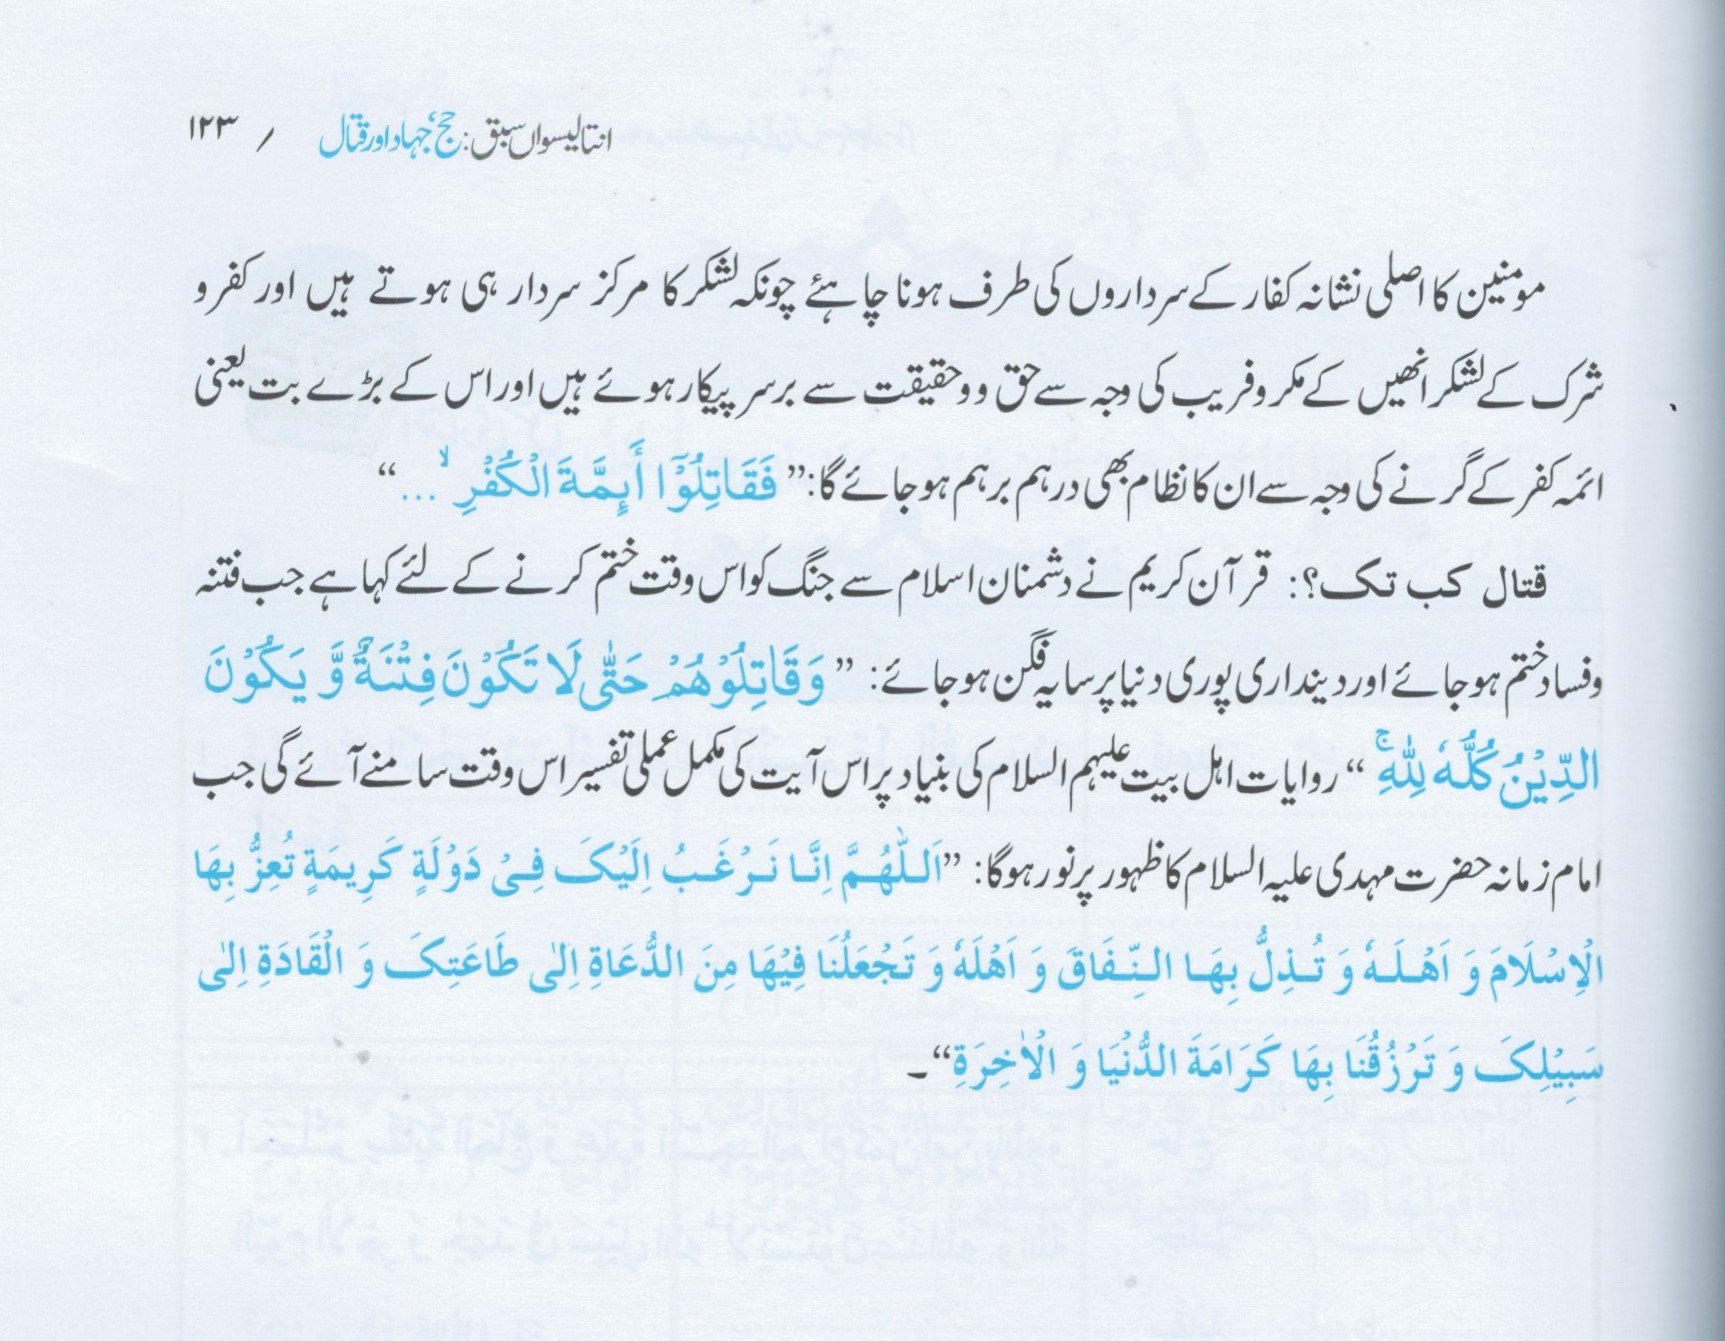 انتالیسواں سبق: حج، جہاد اور قتال / ۱۲۳
مومنین کا اصلی نشانہ کفار کے سرداروں کی طرف ہونا چاہئے چونکہ لشکر کا مرکز سردار ہی ہوتے ہیں اور کفر و
شرک کے لشکر انھیں کے مکر و فریب کی وجہ سے حق و وحقیقت سے برسر پیکار ہوئے ہیں اور اس کے بڑے بت یعنی
ائمہ کفر کے گرنے کی وجہ سے ان کا نظام بھی درہم برہم ہو جائے گا: ”فَقَاتِلُوْٓا أَىِٕمَّةَ الْكُفْرِ ۙ ...“
قتال کب تک؟: قرآن کریم نے دشمنان اسلام سے جنگ کو اس وقت ختم کرنے کے لئے کہا ہے جب فتنہ
و فساد ختم ہو جائے اور دینداری پوری دنیا پر سایہ فگن ہو جائے: ”وَقَاتِلُوْهُمْ حَتّٰى لَا تَكُوْنَ فِتْنَةٌ وَّ يَكُوْنَ
الدِّيْنُ كُلُّهٗ لِلّٰهِ ۚ“ روایات اہل بیت علیہم السلام کی بنیاد پر اس آیت کی مکمل عملی تفسیر اس وقت سامنے آئے گی جب
امام زمانہ حضرت مہدی علیہ السلام کا ظہور پر نور ہوگا: ”اَللّٰهُمَّ اِنَّا نَرْغَبُ اِلَیْکَ فِیْ دَوْلَةٍ کَرِیمَةٍ تُعِزُّ بِهَا
الْاِسْلَامَ وَ اَهْلَهٗ وَ تُذِلُّ بِهَا النِّفَاقَ وَ اَهْلَهٗ وَ تَجْعَلُنَا فِیْهَا مِنَ الدُّعَاةِ اِلٰی طَاعَتِکَ وَ الْقَادَةِ اِلٰی
سَبِیْلِکَ وَ تَرْزُقُنَا بِهَا کَرَامَةَ الدُّنْیَا وَ الْاٰخِرَةِ“۔